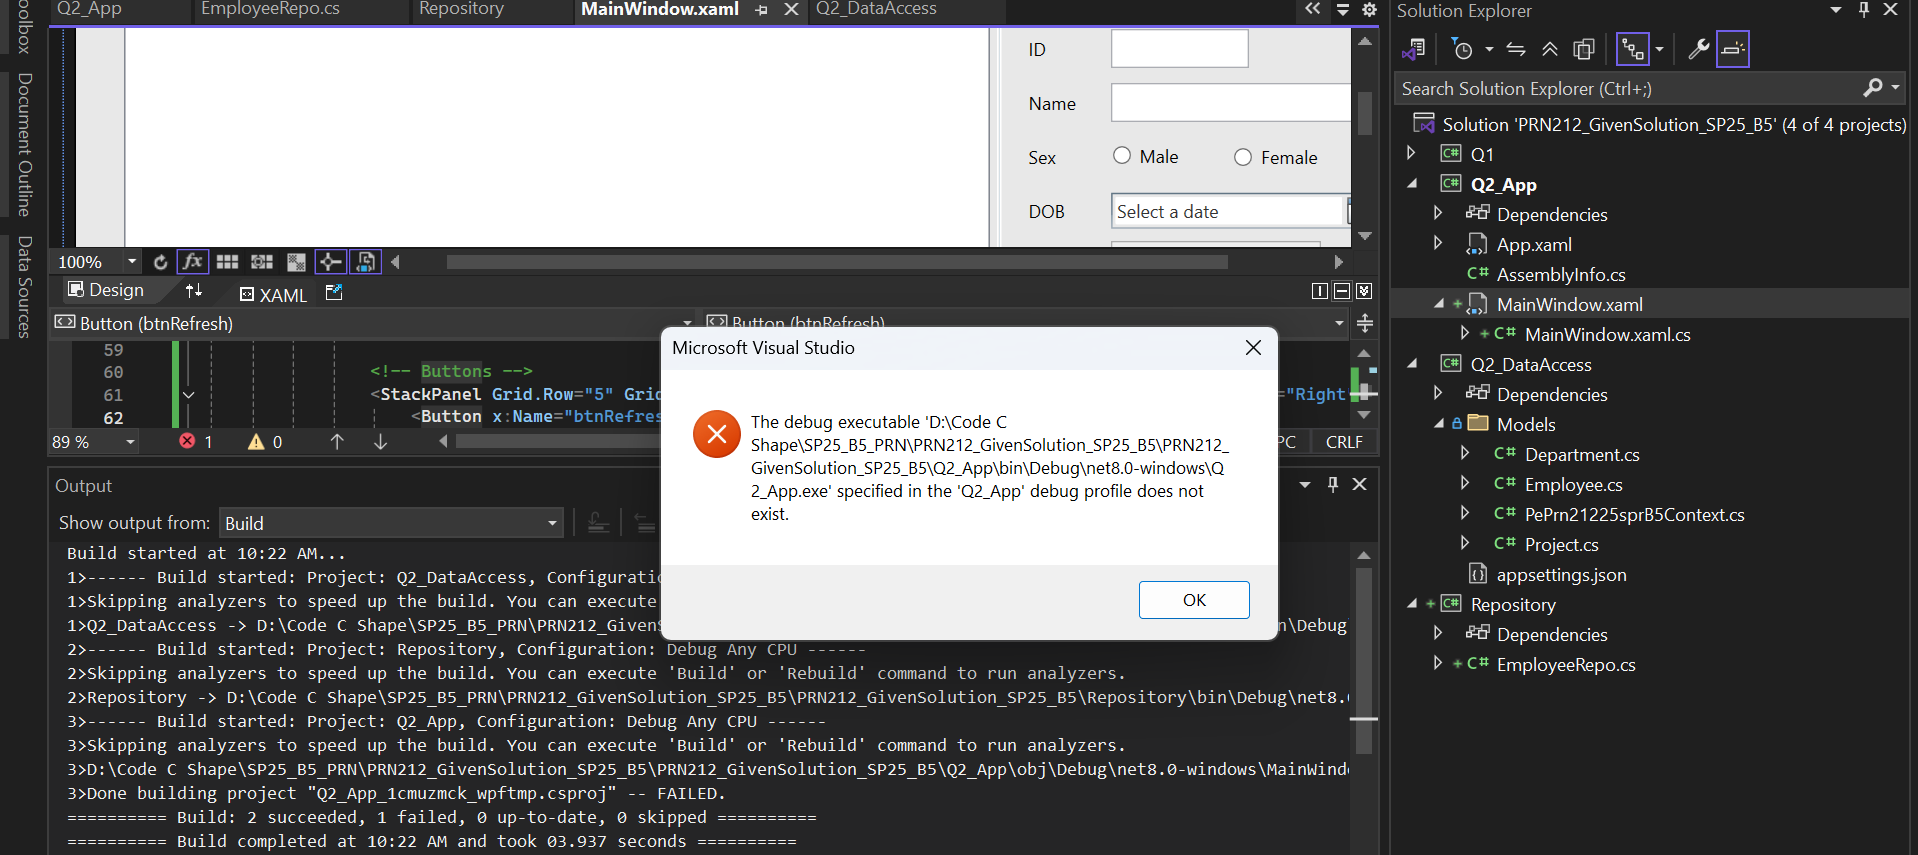 Q2_App
EmployeeRepo.cs
Repository
MainWindow.xaml
Q2_DataAccess
Solution Explorer
Document Outline
Data Sources
ID
Name
Sex
Male
Female
DOB
Select a date
100%
fx
Design
XAML
Button (btnRefresh)
Button (btnRefresh)
59
60
<!-- Buttons -->
61
<StackPanel Grid.Row="5" Grid
="Right"
62
<Button x:Name="btnRefres
89 %
1
0
CRLF
Microsoft Visual Studio
The debug executable 'D:\Code C
Shape\SP25_B5_PRN\PRN212_GivenSolution_SP25_B5\PRN212_
GivenSolution_SP25_B5\Q2_App\bin\Debug\net8.0-windows\Q
2_App.exe' specified in the 'Q2_App' debug profile does not
exist.
OK
Output
Show output from:
Build
Build started at 10:22 AM...
1>------ Build started: Project: Q2_DataAccess, Configuratio
1>Skipping analyzers to speed up the build. You can execute
1>Q2_DataAccess -> D:\Code C Shape\SP25_B5_PRN\PRN212_GivenS
n\Debug\
2>------ Build started: Project: Repository, Configuration: Debug Any CPU ------
2>Skipping analyzers to speed up the build. You can execute 'Build' or 'Rebuild' command to run analyzers.
2>Repository -> D:\Code C Shape\SP25_B5_PRN\PRN212_GivenSolution_SP25_B5\PRN212_GivenSolution_SP25_B5\Repository\bin\Debug\net8.
3>------ Build started: Project: Q2_App, Configuration: Debug Any CPU ------
3>Skipping analyzers to speed up the build. You can execute 'Build' or 'Rebuild' command to run analyzers.
3>D:\Code C Shape\SP25_B5_PRN\PRN212_GivenSolution_SP25_B5\PRN212_GivenSolution_SP25_B5\Q2_App\obj\Debug\net8.0-windows\MainWind
3>Done building project "Q2_App_1cmuzmck_wpftmp.csproj" -- FAILED.
========== Build: 2 succeeded, 1 failed, 0 up-to-date, 0 skipped ==========
========== Build completed at 10:22 AM and took 03.937 seconds ==========
Search Solution Explorer (Ctrl+;)
Solution 'PRN212_GivenSolution_SP25_B5' (4 of 4 projects)
C# Q1
C# Q2_App
Dependencies
App.xaml
C# AssemblyInfo.cs
MainWindow.xaml
C# MainWindow.xaml.cs
C# Q2_DataAccess
Dependencies
Models
C# Department.cs
C# Employee.cs
C# PePrn21225sprB5Context.cs
C# Project.cs
appsettings.json
C# Repository
Dependencies
C# EmployeeRepo.cs